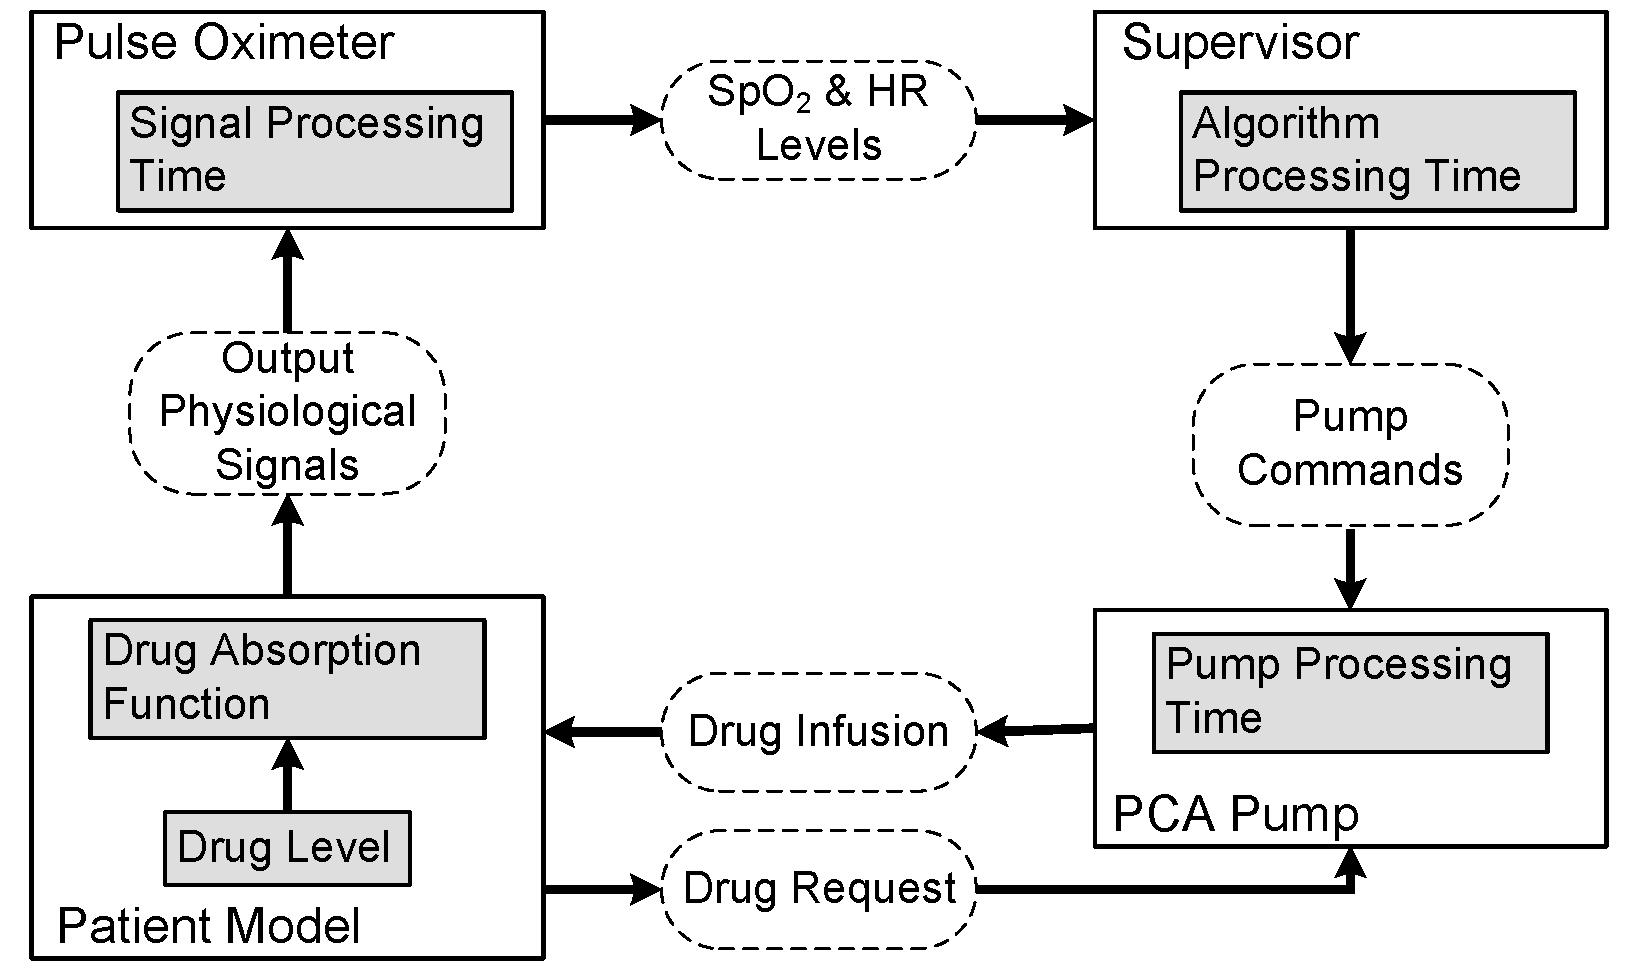 Pulse Oximeter
Signal Processing
Time
SpO₂ & HR
Levels
Supervisor
Algorithm
Processing Time
Output
Physiological
Signals
Pump
Commands
Drug Absorption
Function
Drug Level
Patient Model
Drug Infusion
Drug Request
Pump Processing
Time
PCA Pump